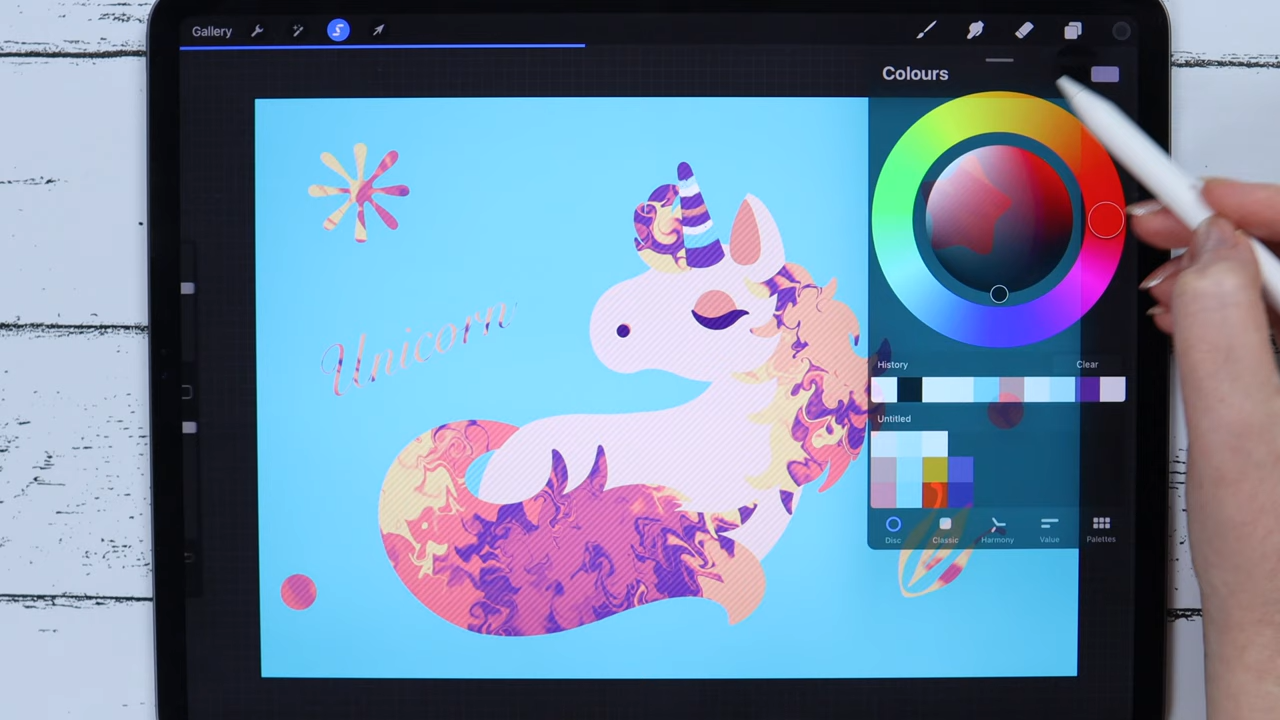 Gallery
Colours
Unicorn
History
Clear
Untitled
Disc
Classic
Harmony
Value
Palettes